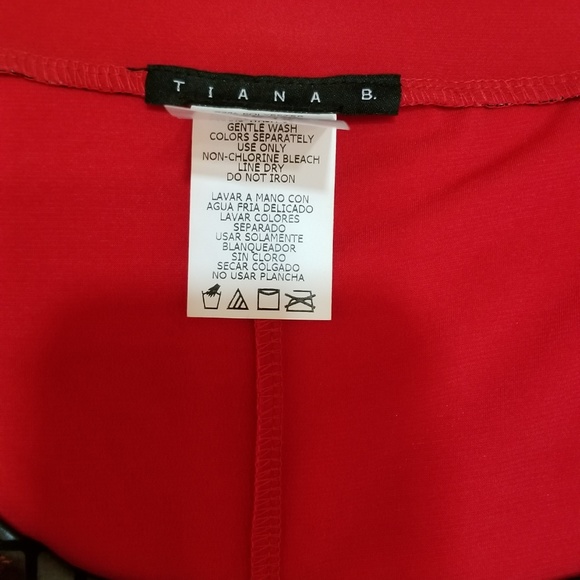 TIANA B.
GENTLE WASH
COLORS SEPARATELY
USE ONLY
NON-CHLORINE BLEACH
LINE DRY
DO NOT IRON
LAVAR A MANO CON
AGUA FRIA DELICADO
LAVAR COLORES
SEPARADO
USAR SOLAMENTE
BLANQUEADOR
SIN CLORO
SECAR COLGADO
NO USAR PLANCHA